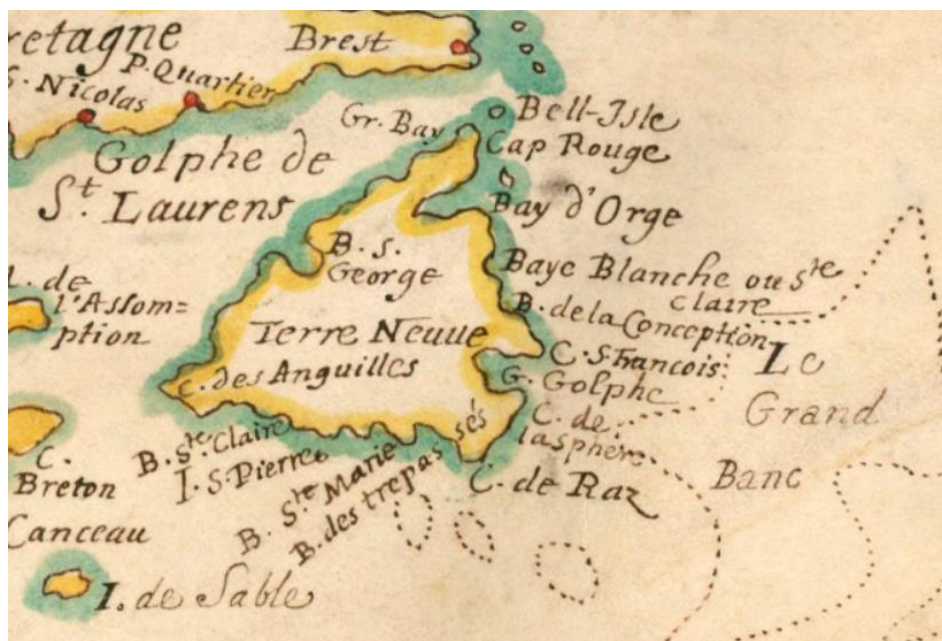 retagne
Brest
P. Quartier
S. Nicolas
Gr. Bay
Bell-Isle
Cap Rouge
Golphe de
St. Laurens
Bay d'Orge
B. s.
George
Baye Blanche ou ste
claire
I. de
l'Assom=
ption
B. de la Conception
Terre Neuue
C. S. Francois
Le
Grand
Banc
C. des Anguilles
G. Golphe
C. de
la sphère
B. Ste Claire
I. S. Pierre
B. Ste Marie
B. des trepassés
C. de Raz
C.
Breton
Canceau
I. de Sable